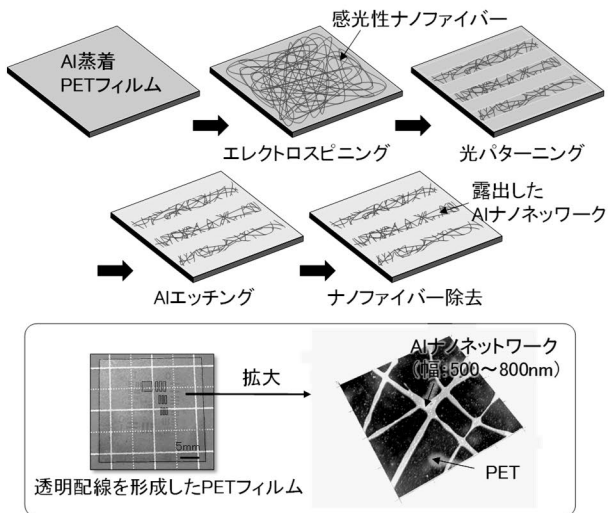 Al蒸着
PETフィルム
感光性ナノファイバー
エレクトロスピニング
光パターニング
露出した
Alナノネッワーク
Alエッチング
ナノファイバー除去
拡大
5mm
透明配線を形成したPETフィルム
Alナノネットワーク
(幅:500～800nm)
PET